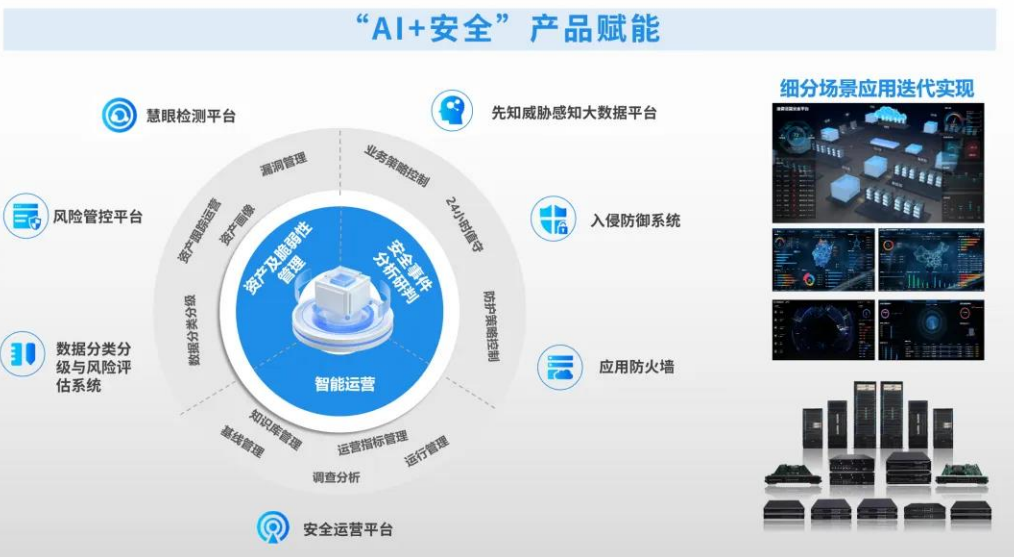 “AI+安全”产品赋能
慧眼检测平台
先知威胁感知大数据平台
细分场景应用迭代实现
风险管控平台
入侵防御系统
数据分类分
级与风险评
估系统
应用防火墙
安全运营平台
漏洞管理
资产跟踪运营
资产画像
数据分类分级
业务策略控制
24小时值守
防护策略控制
资产及脆弱性
管理
安全事件
分析研判
智能运营
知识库管理
基线管理
运营指标管理
运行管理
调查分析